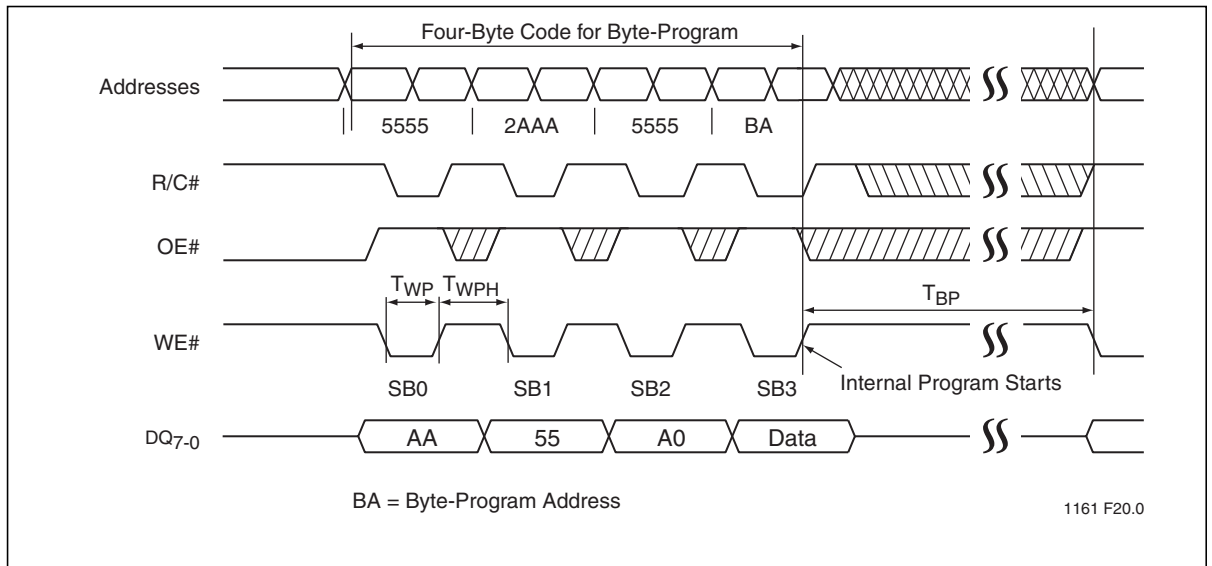 Four-Byte Code for Byte-Program
Addresses
5555 2AAA 5555 BA
R/C#
OE#
TWP TWPH TBP
WE#
Internal Program Starts
SB0 SB1 SB2 SB3
DQ7-0 AA 55 A0 Data
BA = Byte-Program Address
1161 F20.0